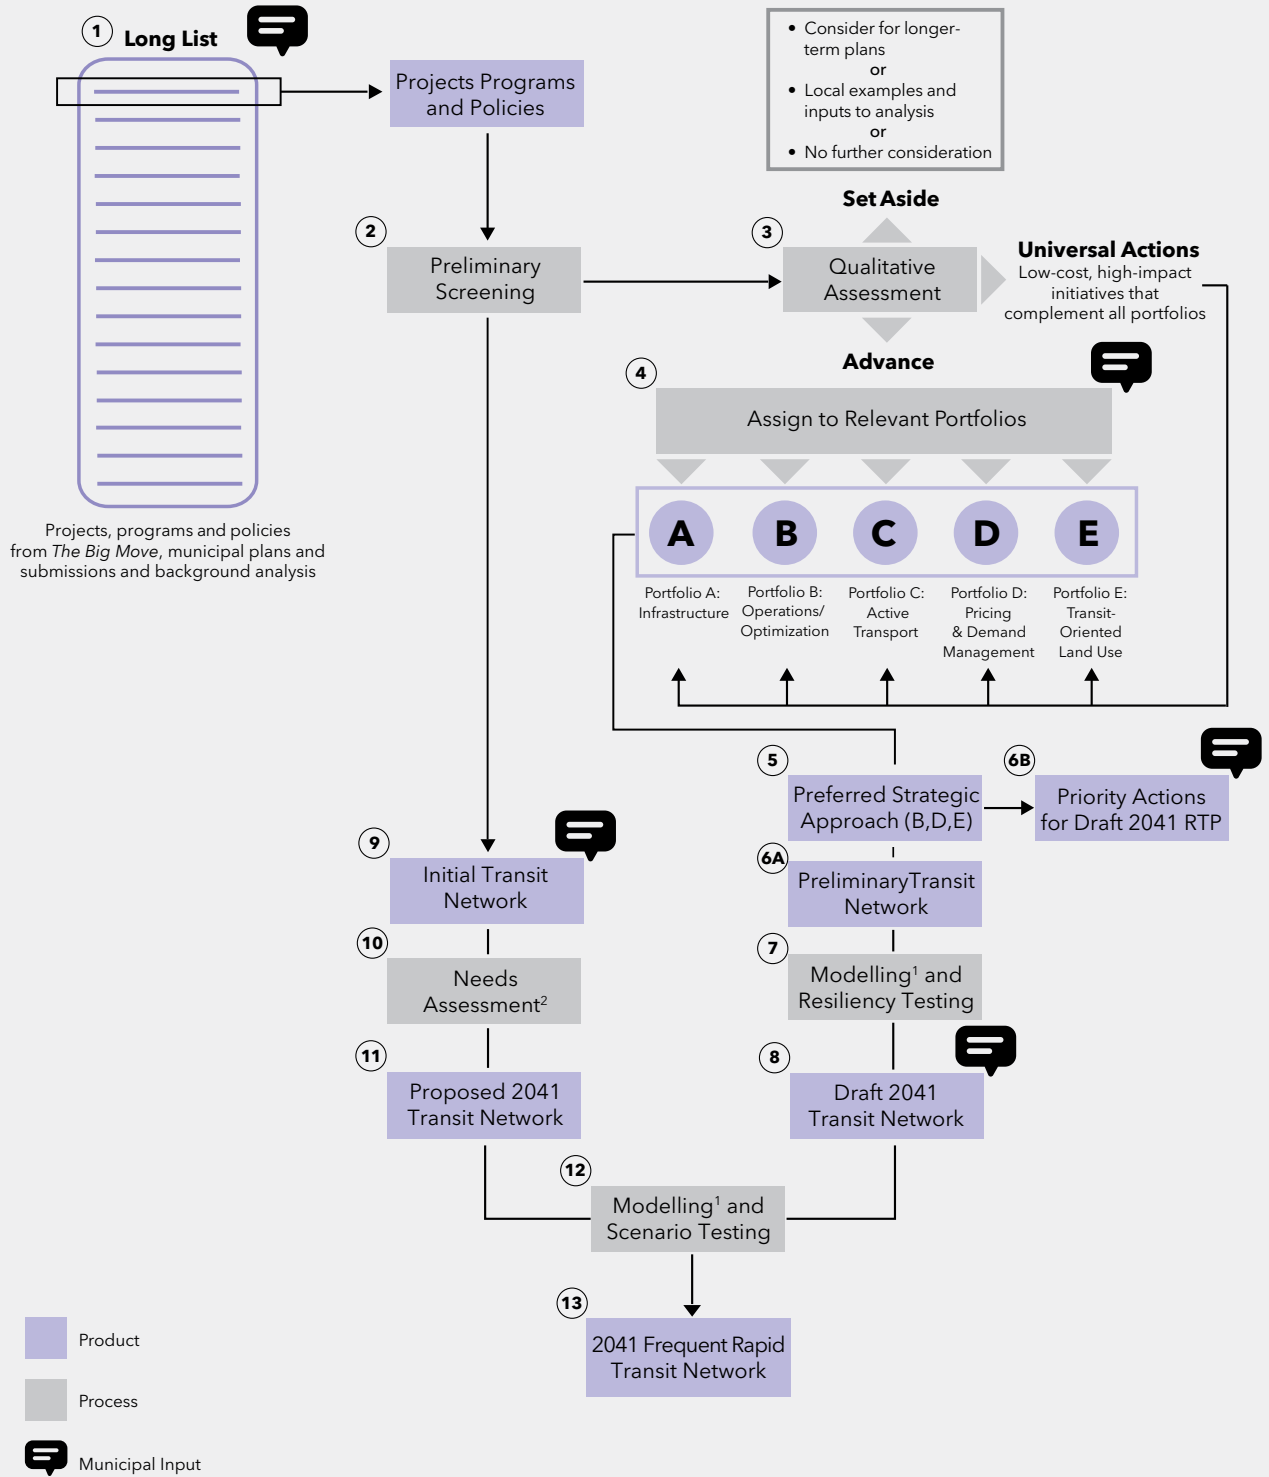 1 Long List
Projects Programs
and Policies
• Consider for longer-
term plans
or
• Local examples and
inputs to analysis
or
• No further consideration
Set Aside
2
Preliminary
Screening
3
Qualitative
Assessment
Universal Actions
Low-cost, high-impact
initiatives that
complement all portfolios
Advance
4
Assign to Relevant Portfolios
A B C D E
Portfolio A:
Infrastructure
Portfolio B:
Operations/
Optimization
Portfolio C:
Active
Transport
Portfolio D:
Pricing
& Demand
Management
Portfolio E:
Transit-
Oriented
Land Use
Projects, programs and policies
from The Big Move, municipal plans and
submissions and background analysis
5
Preferred Strategic
Approach (B,D,E)
6B
Priority Actions
for Draft 2041 RTP
6A
PreliminaryTransit
Network
7
Modelling¹ and
Resiliency Testing
8
Draft 2041
Transit Network
9
Initial Transit
Network
10
Needs
Assessment²
11
Proposed 2041
Transit Network
12
Modelling¹ and
Scenario Testing
13
2041 Frequent Rapid
Transit Network
Product
Process
Municipal Input